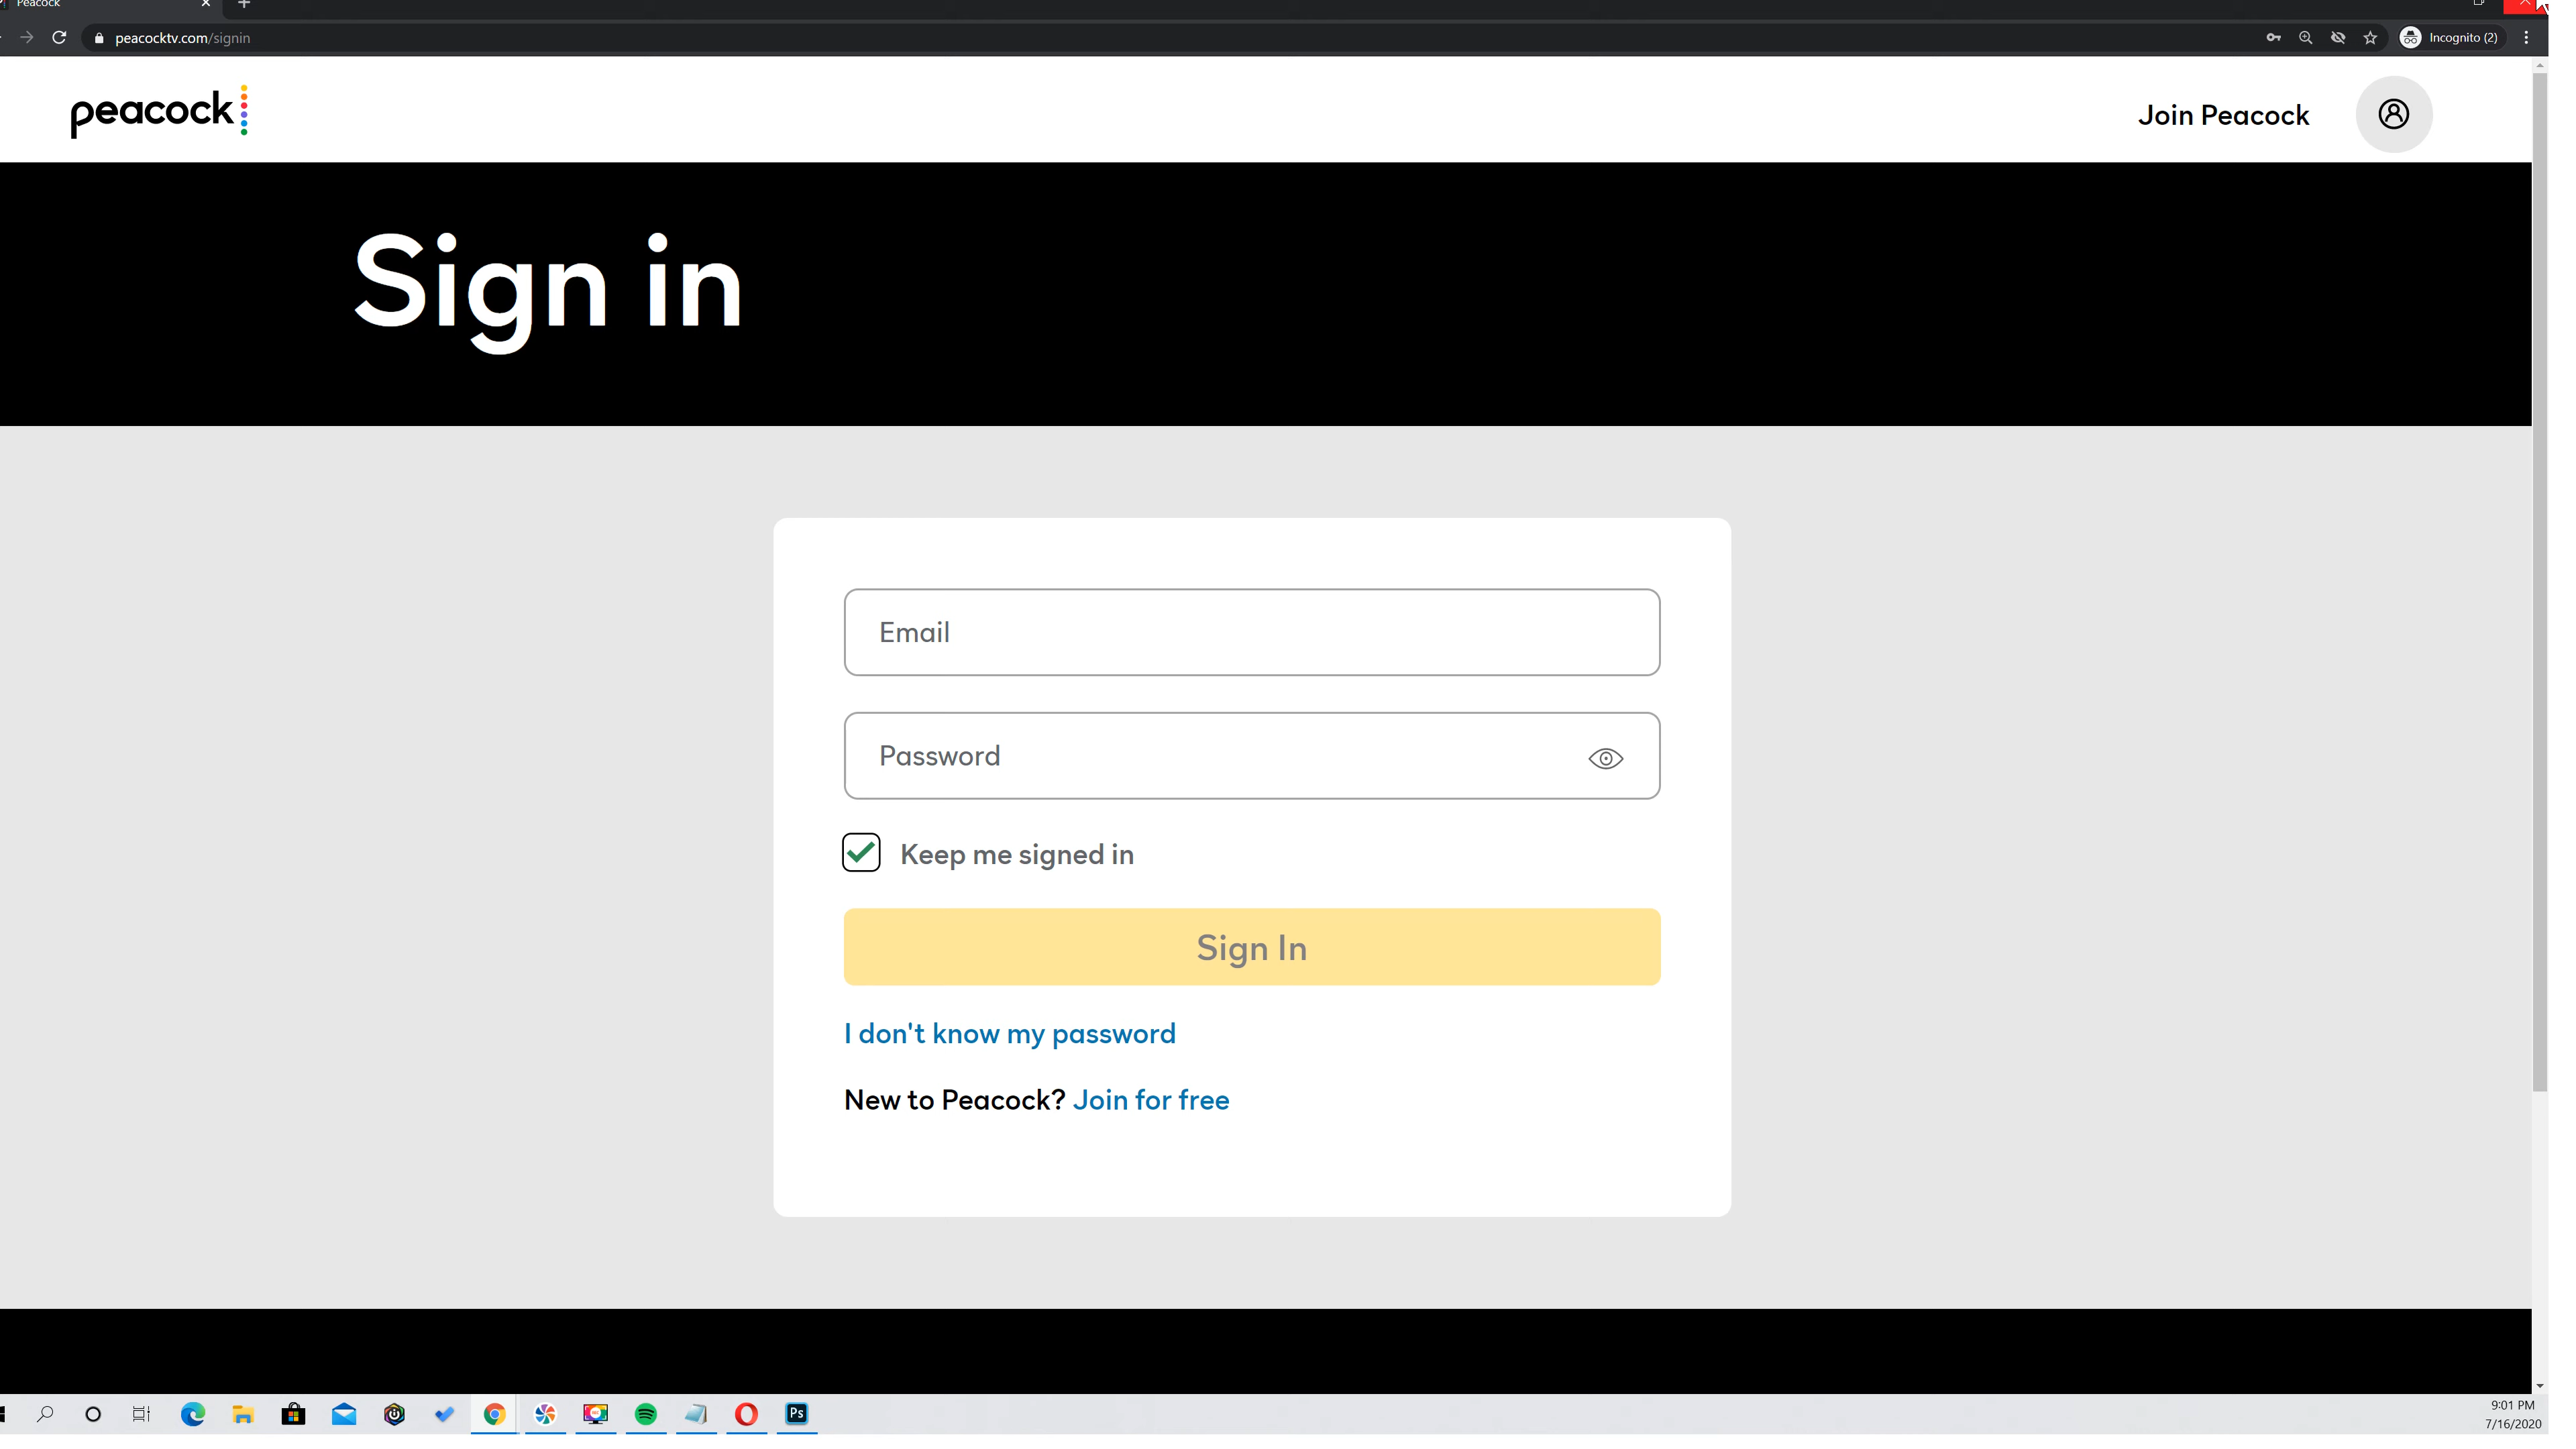 Peacock
peacocktv.com/signin
Incognito (2)
peacock
Join Peacock
Sign in
Email
Password
Keep me signed in
Sign In
I don't know my password
New to Peacock? Join for free
Ps
9:01 PM
7/16/2020